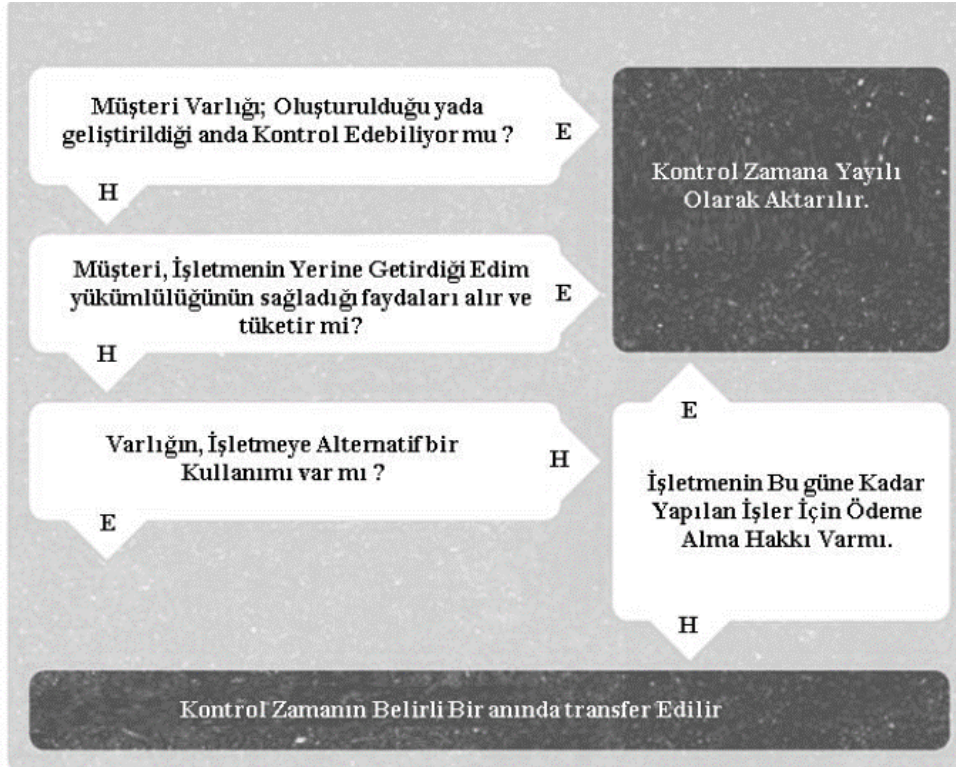 Müşteri Varlığı; Oluşturulduğu yada
geliştirildiği anda Kontrol Edebiliyor mu ?
E
H
Kontrol Zamana Yayılı
Olarak Aktarılır.
Müşteri, İşletmenin Yerine Getirdiği Edim
yükümlülüğünün sağladığı faydaları alır ve
tüketir mi?
E
H
Varlığın, İşletmeye Alternatif bir
Kullanımı var mı ?
H
E
E
İşletmenin Bu güne Kadar
Yapılan İşler İçin Ödeme
Alma Hakkı Varmı.
H
Kontrol Zamanın Belirli Bir anında transfer Edilir